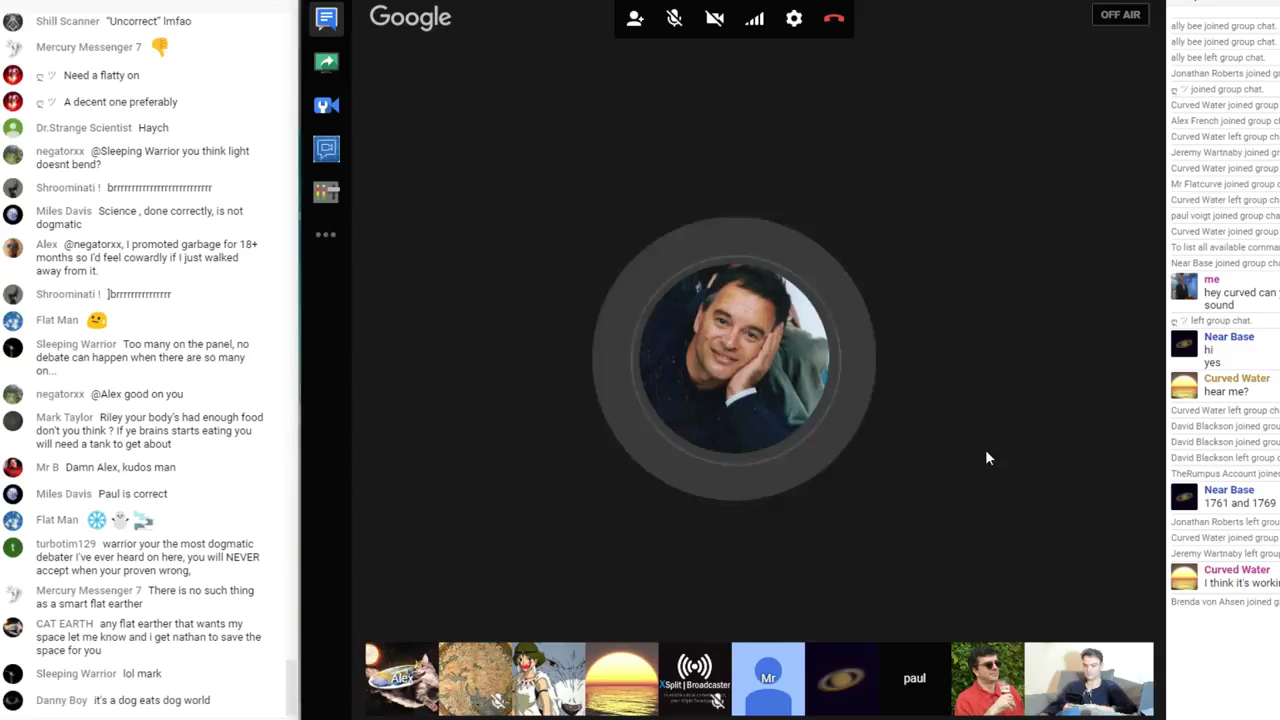 Shill Scanner "Uncorrect" lmfao
Mercury Messenger 7 👎
ღ ツ Need a flatty on
ღ ツ A decent one preferably
Dr.Strange Scientist Haych
negatorxx @Sleeping Warrior you think light
doesnt bend?
Shroominati ! brrrrrrrrrrrrrrrrrrrrrrrrrr
Miles Davis Science , done correctly, is not
dogmatic
Alex @negatorxx, I promoted garbage for 18+
months so I'd feel cowardly if I just walked
away from it.
Shroominati ! ]brrrrrrrrrrrrrrr
Flat Man
Sleeping Warrior Too many on the panel, no
debate can happen when there are so many
on...
negatorxx @Alex good on you
Mark Taylor Riley your body's had enough food
don't you think ? If ye brains starts eating you
will need a tank to get about
Mr B Damn Alex, kudos man
Miles Davis Paul is correct
Flat Man ❄️
turbotim129 warrior your the most dogmatic
debater I've ever heard on here, you will NEVER
accept when your proven wrong,
Mercury Messenger 7 There is no such thing
as a smart flat earther
CAT EARTH any flat earther that wants my
space let me know and i get nathan to save the
space for you
Sleeping Warrior lol mark
Danny Boy it's a dog eats dog world
t
Google
OFF AIR
Alex
XSplit | Broadcaster
Mr
paul
ally bee joined group chat.
ally bee joined group chat.
ally bee left group chat.
Jonathan Roberts joined
ღ ツ joined group chat.
Curved Water joined group
Alex French joined group
Curved Water left group
Jeremy Wartnaby joined
Curved Water joined group
Mr Flatcurve joined group
Curved Water left group
paul voigt joined group
Curved Water joined group
To list all available
Near Base joined group
me
hey curved can
sound
ღ ツ left group chat.
Near Base
hi
yes
Curved Water
hear me?
Curved Water left group
David Blackson joined
David Blackson joined
David Blackson left group
TheRumpus Account
Near Base
1761 and 1769
Jonathan Roberts left
Curved Water joined group
Jeremy Wartnaby left
Curved Water
I think it's
Brenda von Ahsen joined